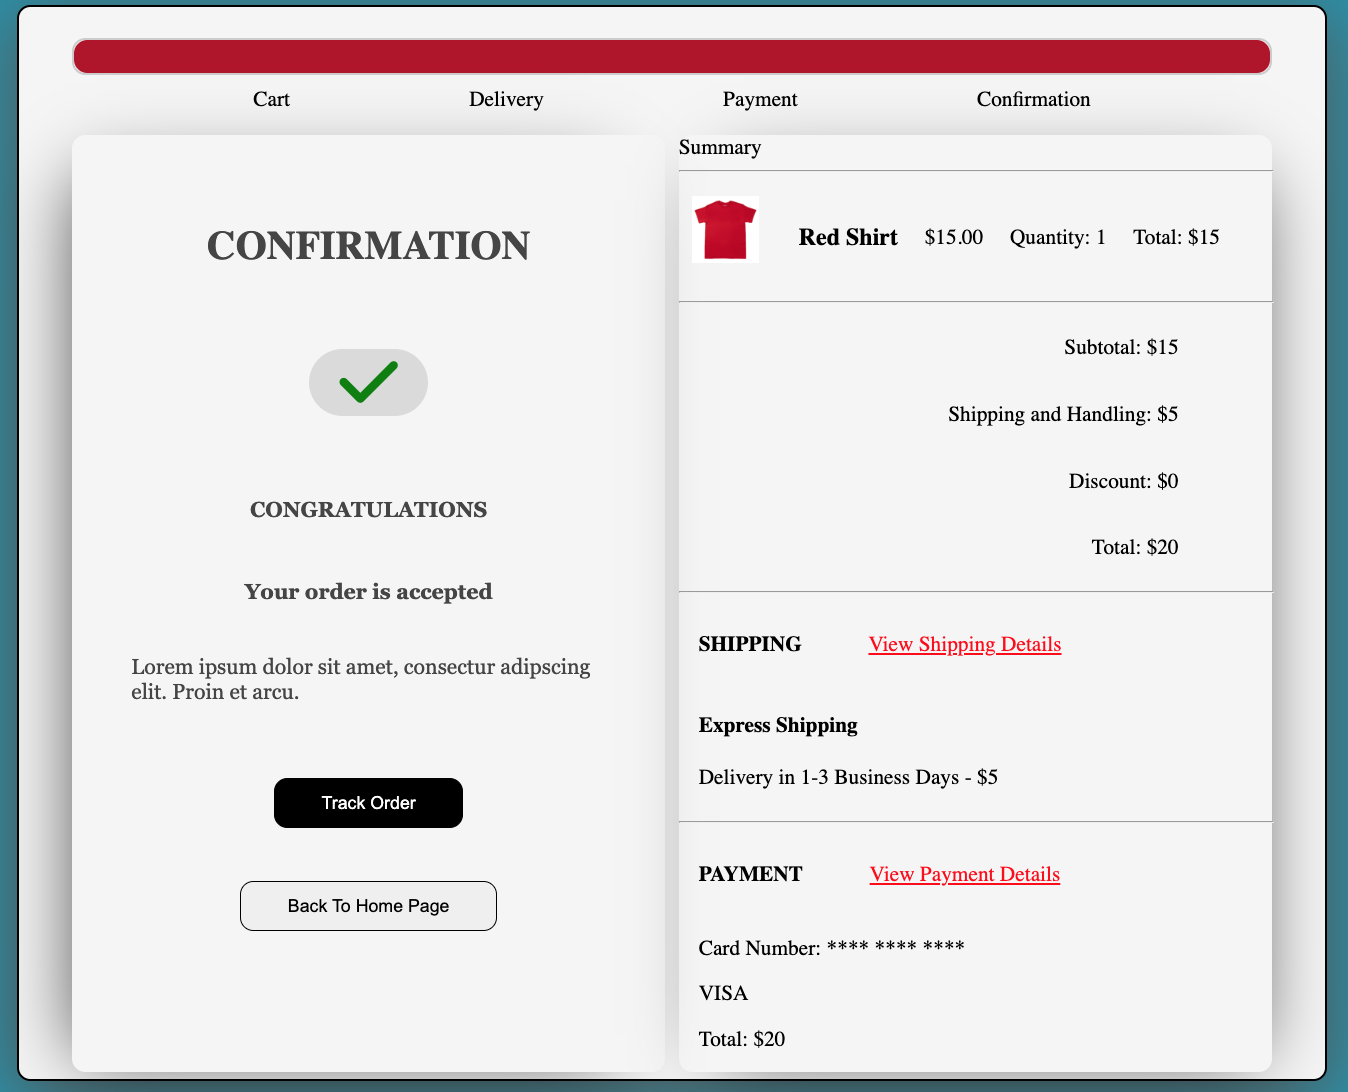 Cart Delivery Payment Confirmation
CONFIRMATION
CONGRATULATIONS
Your order is accepted
Lorem ipsum dolor sit amet, consectur adipscing
elit. Proin et arcu.
Track Order
Back To Home Page
Summary
Red Shirt $15.00 Quantity: 1 Total: $15
Subtotal: $15
Shipping and Handling: $5
Discount: $0
Total: $20
SHIPPING View Shipping Details
Express Shipping
Delivery in 1-3 Business Days - $5
PAYMENT View Payment Details
Card Number: **** **** ****
VISA
Total: $20